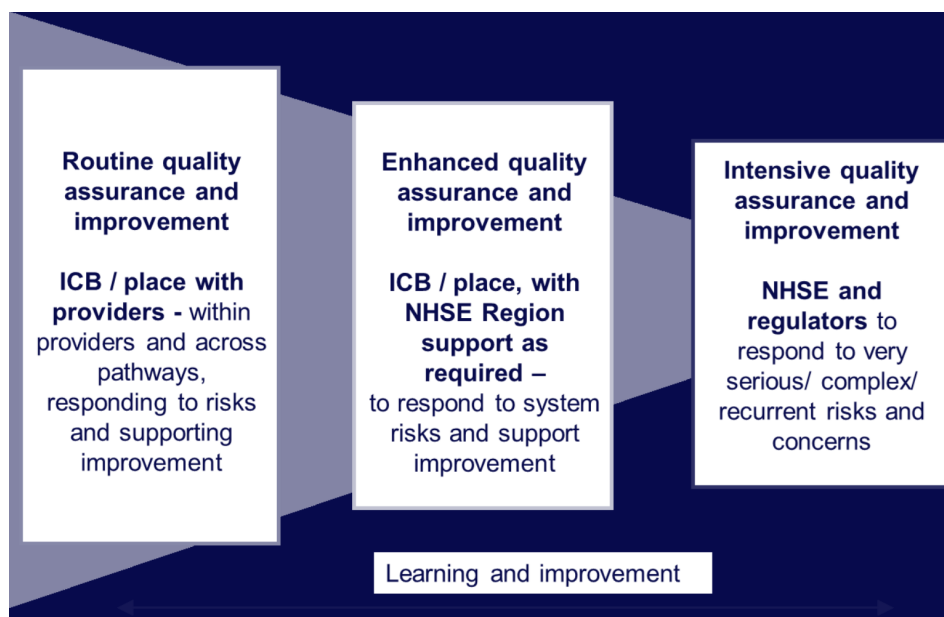 Routine quality
assurance and
improvement
ICB / place with
providers - within
providers and across
pathways,
responding to risks
and supporting
improvement
Enhanced quality
assurance and
improvement
ICB / place, with
NHSE Region
support as
required –
to respond to system
risks and support
improvement
Intensive quality
assurance and
improvement
NHSE and
regulators to
respond to very
serious/ complex/
recurrent risks and
concerns
Learning and improvement